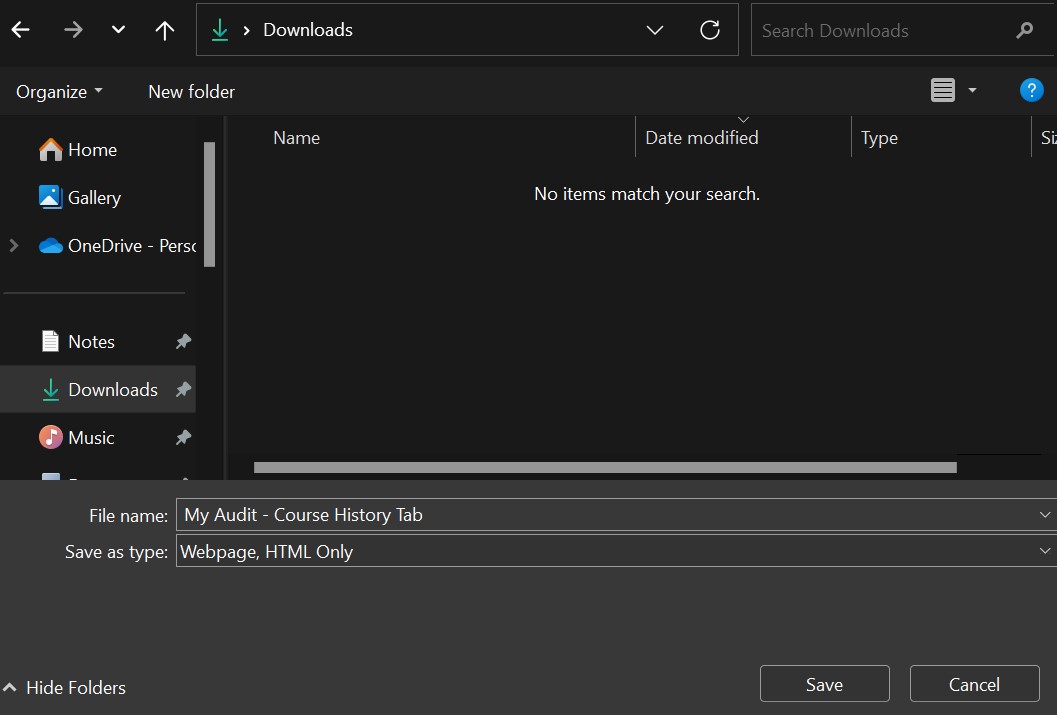 Downloads
Search Downloads
Organize
New folder
?
Home
Gallery
OneDrive - Perso
Notes
Downloads
Music
Name
Date modified
Type
Siz
No items match your search.
File name: My Audit - Course History Tab
Save as type: Webpage, HTML Only
Hide Folders
Save
Cancel